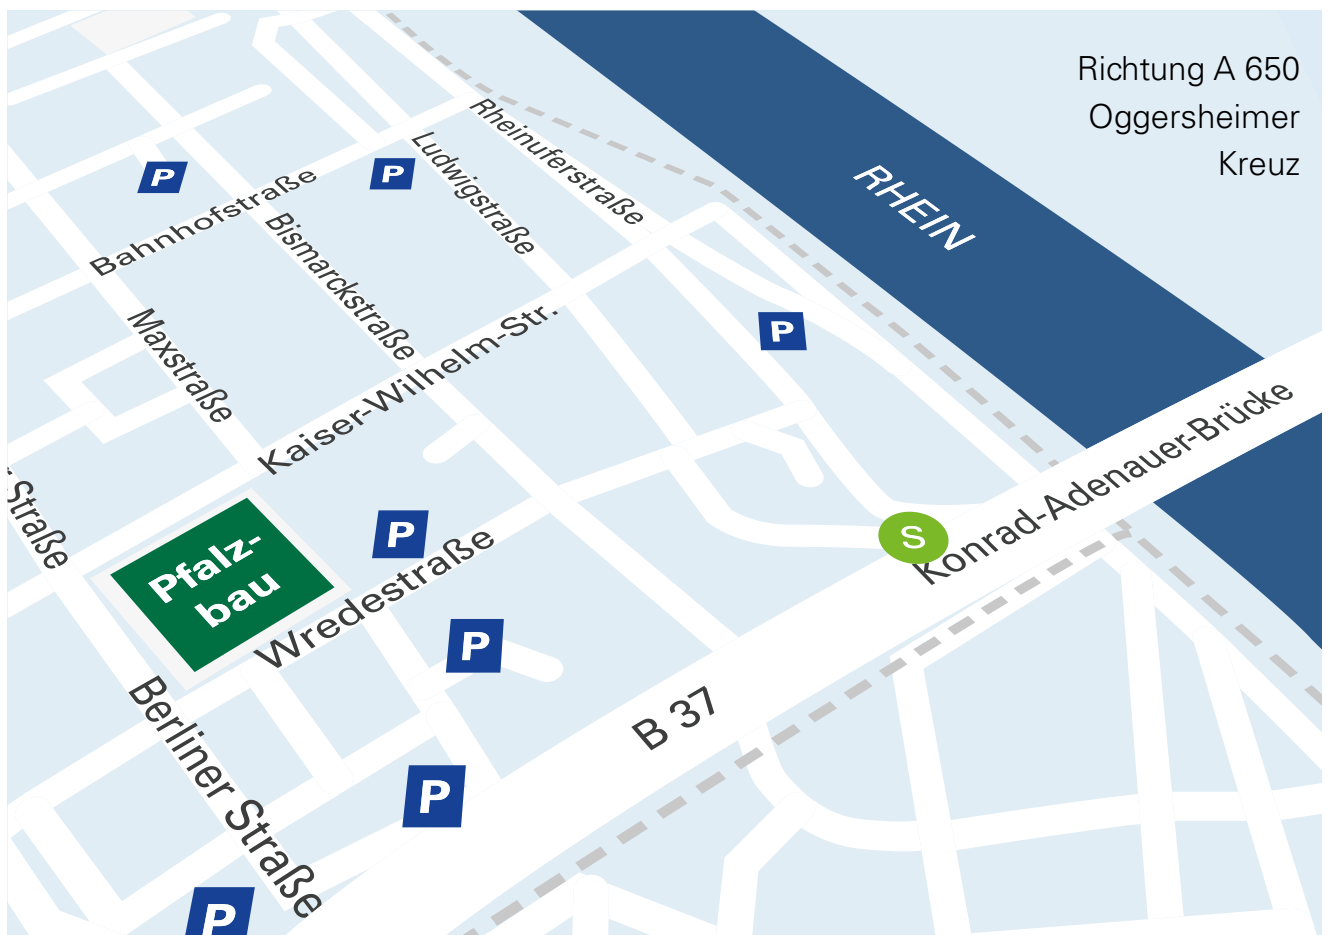 Richtung A 650
Oggersheimer
Kreuz
RHEIN
Rheinuferstraße
Ludwigstraße
P
P
Bahnhofstraße
Bismarckstraße
Maxstraße
Kaiser-Wilhelm-Str.
P
Konrad-Adenauer-Brücke
S
r Straße
P
Pfalz-
bau
Wredestraße
P
B 37
Berliner Straße
P
P